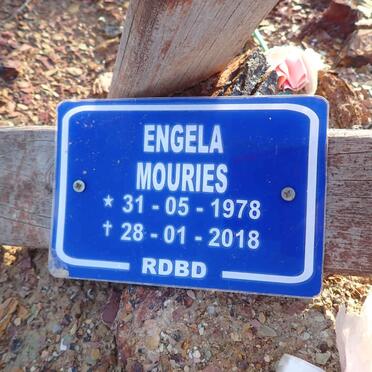 ENGELA
MOURIES
* 31 - 05 - 1978
† 28 - 01 - 2018
RDBD